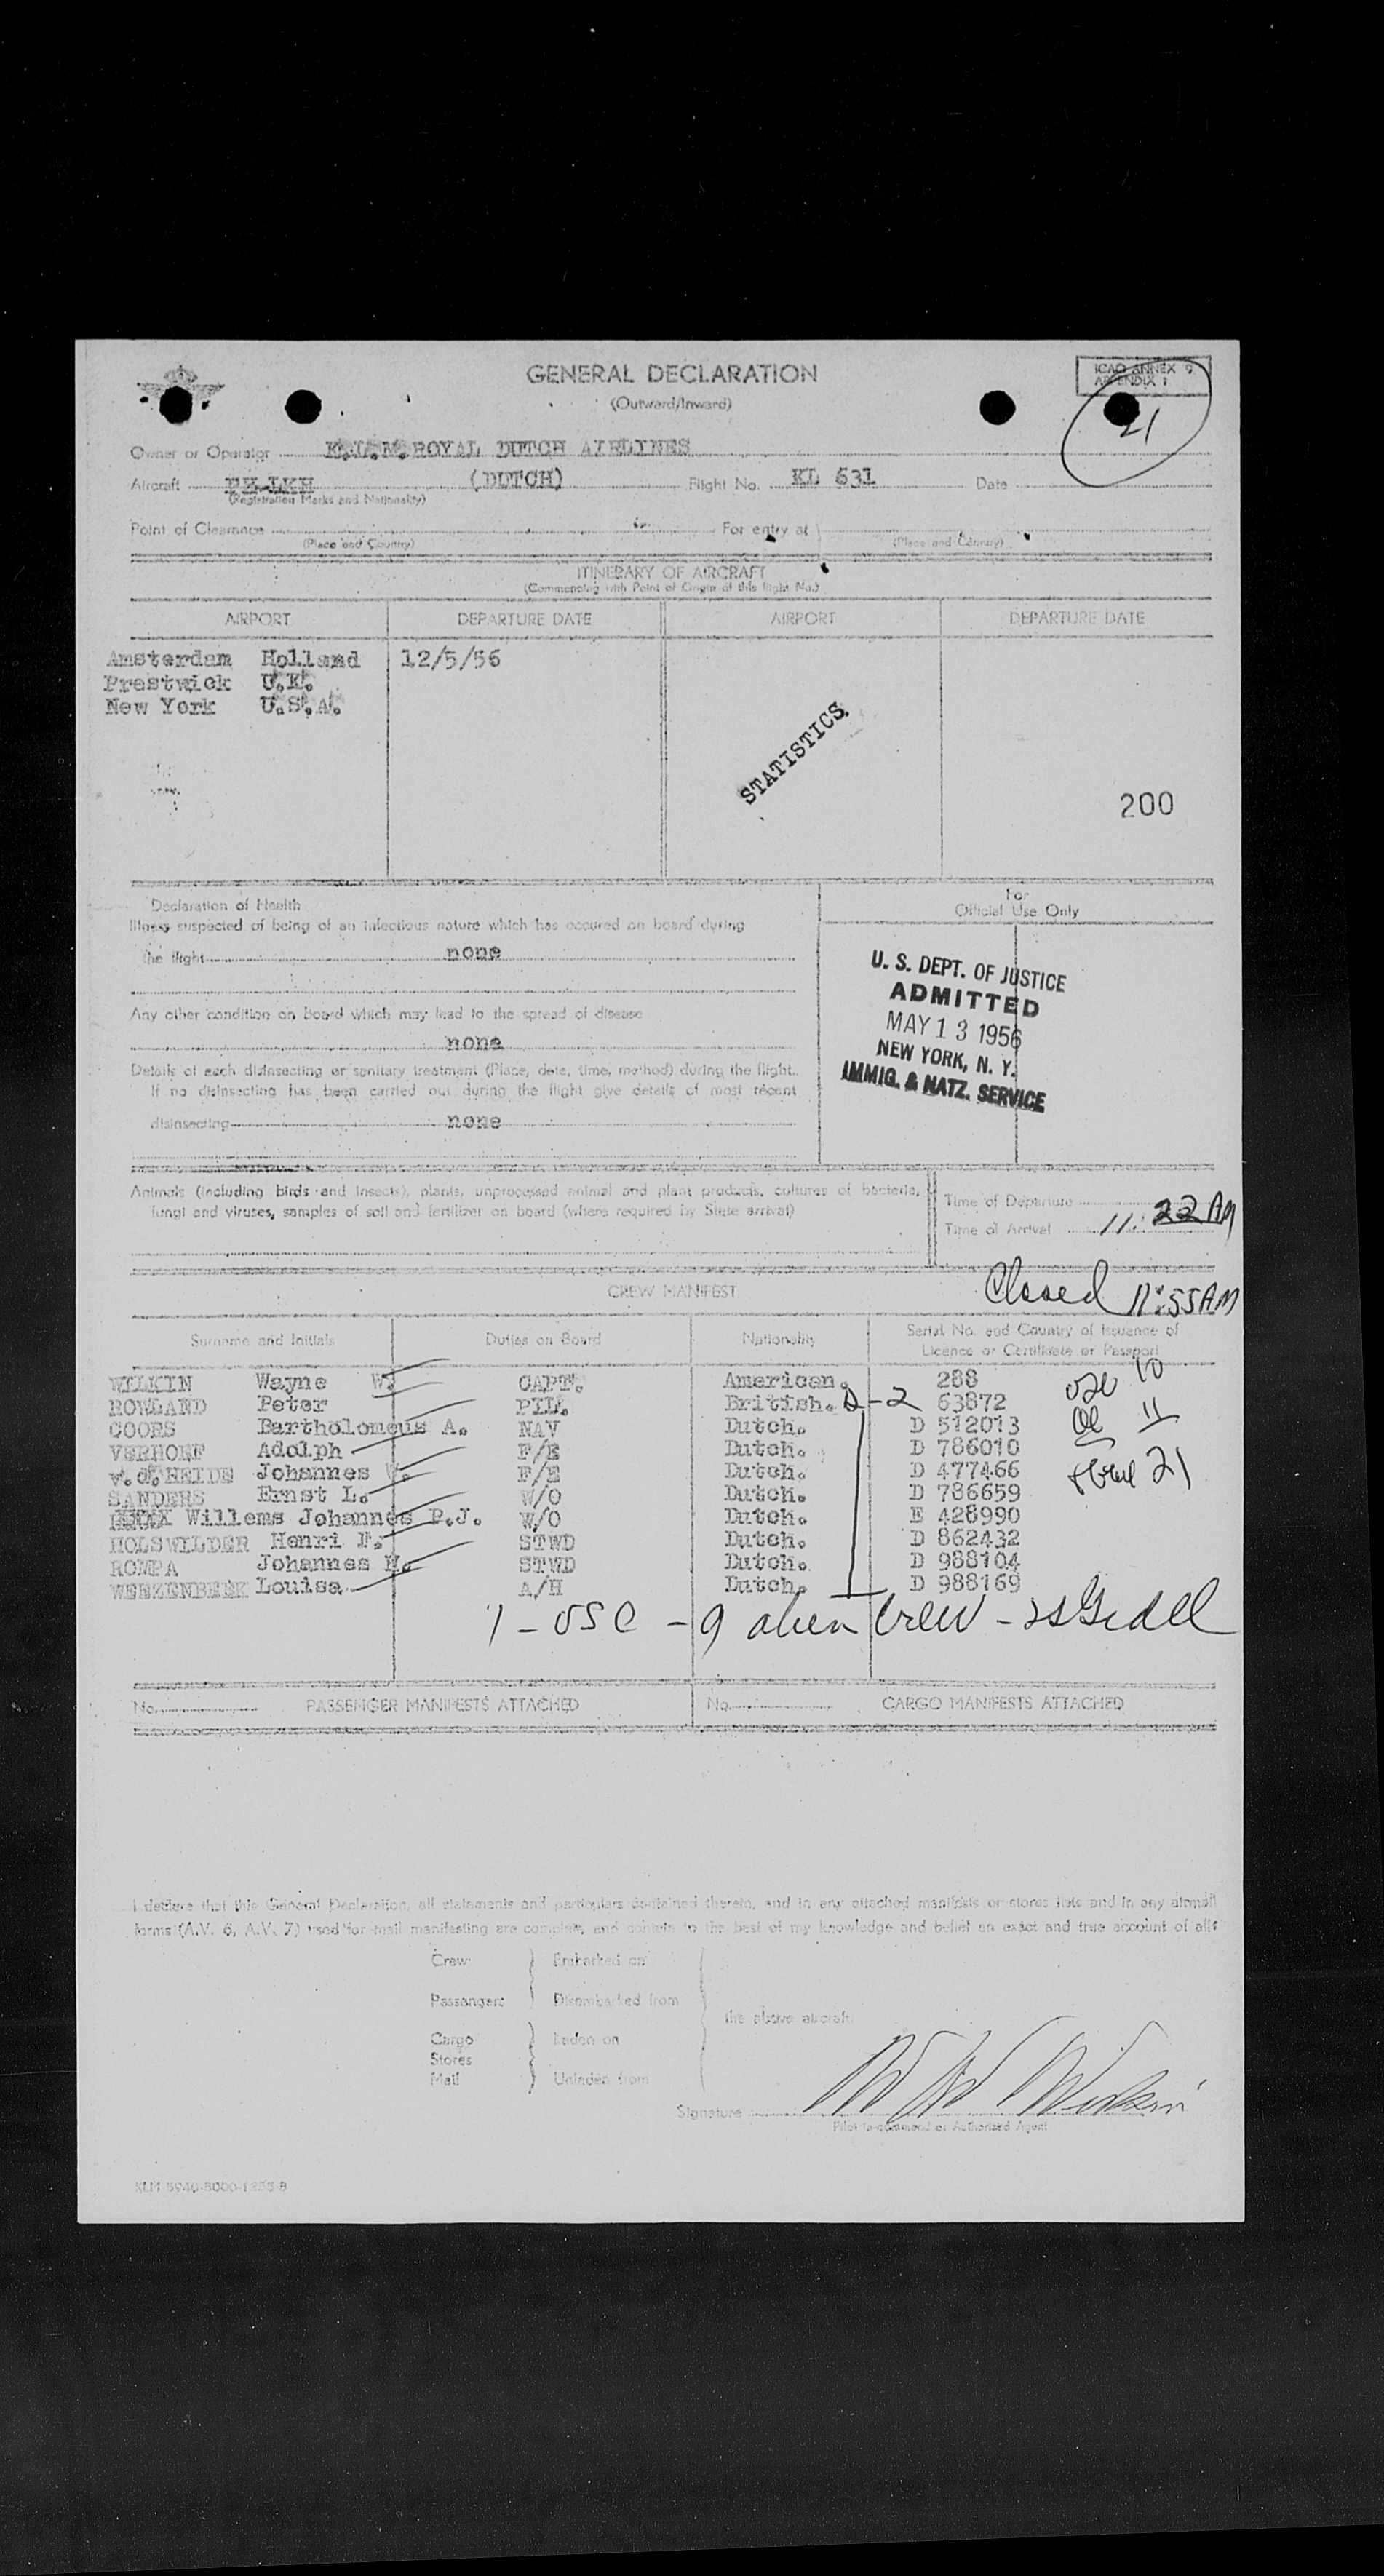 GENERAL DECLARATION
(Outward/Inward)
ICAO ANNEX 9
APPENDIX 1
21
Owner or Operator K.L.M. ROYAL DUTCH AIRLINES
Aircraft PH-LKH (DUTCH) Flight No. KL 631 Date
(Registration Marks and Nationality)
Point of Clearance For entry at
(Place and Country) (Place and Country)
ITINERARY OF AIRCRAFT
(Commencing with Point of Origin of this flight No.)
AIRPORT DEPARTURE DATE AIRPORT DEPARTURE DATE
Amsterdam Holland 12/5/56
Prestwick U.K.
New York U.S.A.
STATISTICS
200
Declaration of Health
Illness suspected of being of an infectious nature which has occured on board during
the flight none
Any other condition on board which may lead to the spread of disease
none
Details of each disinsecting or sanitary treatment (Place, date, time, method) during the flight.
If no disinsecting has been carried out during the flight give details of most recent
disinsecting none
For
Official Use Only
U. S. DEPT. OF JUSTICE
ADMITTED
MAY 13 1956
NEW YORK, N. Y.
IMMIG. & NATZ. SERVICE
Animals (including birds and insects), plants, unprocessed animal and plant products, cultures of bacteria,
fungi and viruses, samples of soil and fertilizer on board (where required by State arrival)
Time of Departure
Time of Arrival 11:22 AM
Closed 11:55AM
CREW MANIFEST
Surname and Initials Duties on Board Nationality Serial No. and Country of Issuance of
Licence or Certificate or Passport
WILKIN Wayne W. CAPT. American. 288
ROWLAND Peter PIL. British. D-2 63872
COORS Bartholomeus A. NAV Dutch. D 512013
VERHOEF Adolph F/E Dutch. D 786010
v.d. HEIDE Johannes F/E Dutch. D 477466
SANDERS Ernst L. W/O Dutch. D 786659
Willems Johannes P.J. W/O Dutch. E 428990
HOLSWILDER Henri F. STWD Dutch. D 862432
ROMPA Johannes H. STWD Dutch. D 988104
WEEZENBEEK Louisa A/H Dutch. D 988169
usc 10
11
21
1 - USC - 9 alien crew -
No. PASSENGER MANIFESTS ATTACHED No. CARGO MANIFESTS ATTACHED
I declare that this General Declaration, all statements and particulars contained therein, and in any attached manifests or stores lists and in any airmail
forms (A.V. 6, A.V. 7) used for mail manifesting are complete, and contain to the best of my knowledge and belief an exact and true account of all:
Crew Embarked on
Passengers Disembarked from
the above aircraft.
Cargo Laden on
Stores
Mail Unladen from
Signature W W Wilkin
Pilot in-command or Authorized Agent